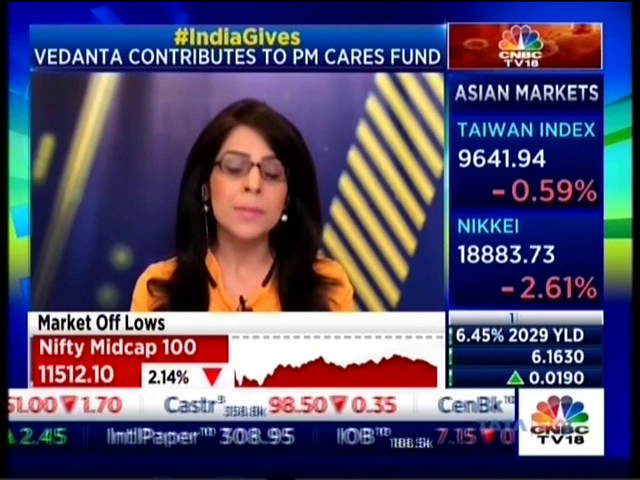 #IndiaGives
VEDANTA CONTRIBUTES TO PM CARES FUND
CNBC
TV18
ASIAN MARKETS
TAIWAN INDEX
9641.94
-0.59%
NIKKEI
18883.73
-2.61%
Market Off Lows
Nifty Midcap 100
11512.10
2.14%
6.45% 2029 YLD
6.1630
0.0190
51.00 1.70 Castr 98.50 0.35 CenBk
2.45 IntlPaper 308.95 IOB 7.15
CNBC
TV18